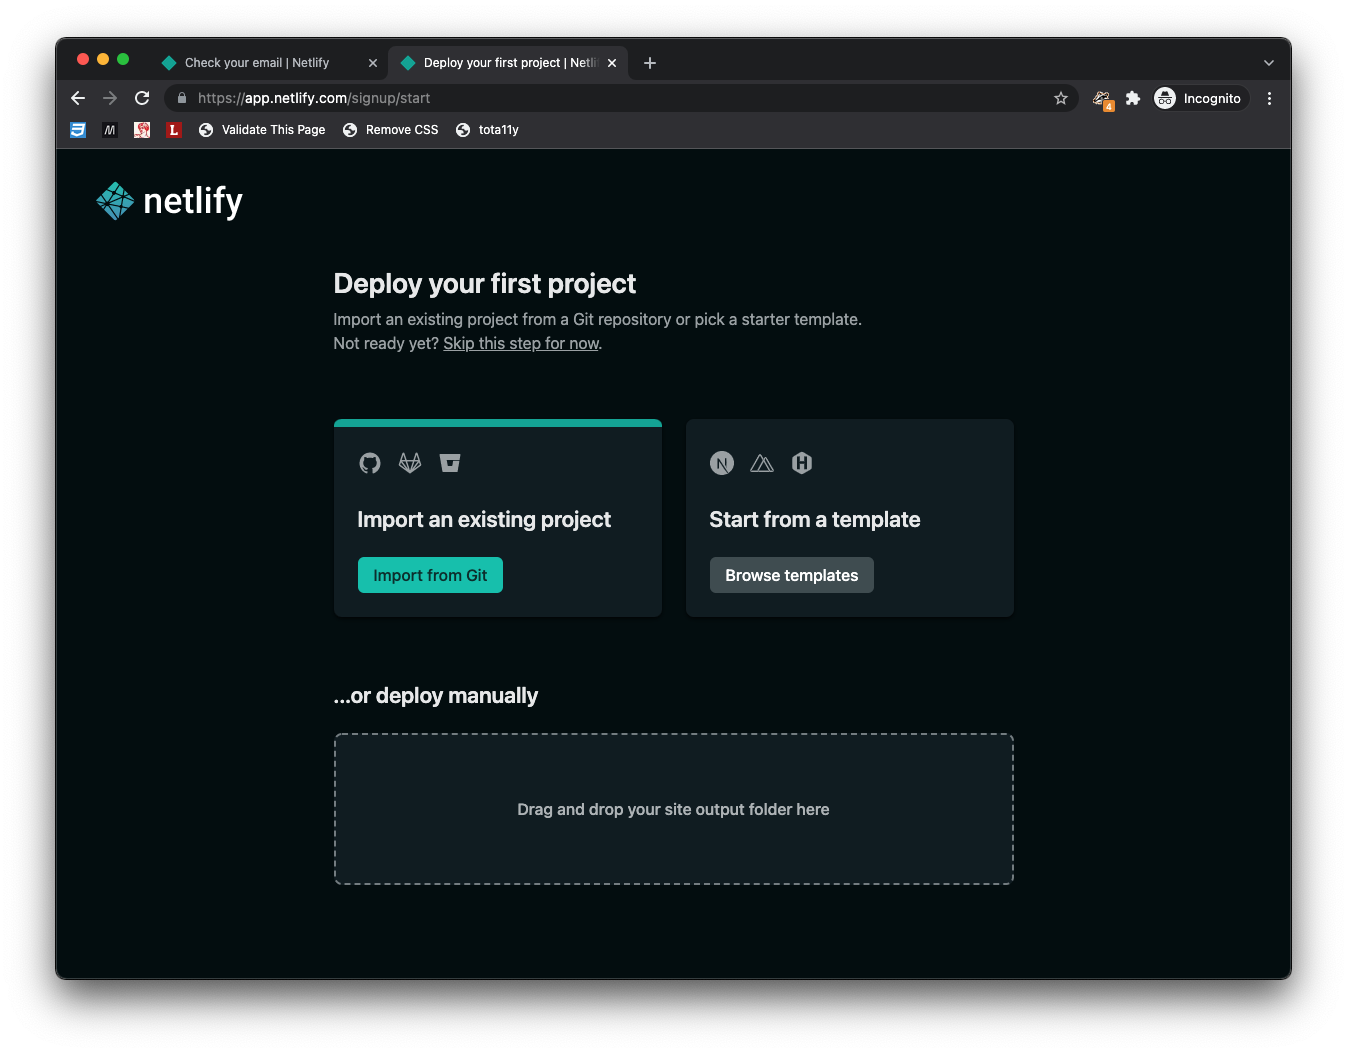 Check your email | Netlify
Deploy your first project | Netli
https://app.netlify.com/signup/start
4
Incognito
Validate This Page
Remove CSS
tota11y
netlify
Deploy your first project
Import an existing project from a Git repository or pick a starter template.
Not ready yet? Skip this step for now.
Import an existing project
Import from Git
Start from a template
Browse templates
...or deploy manually
Drag and drop your site output folder here